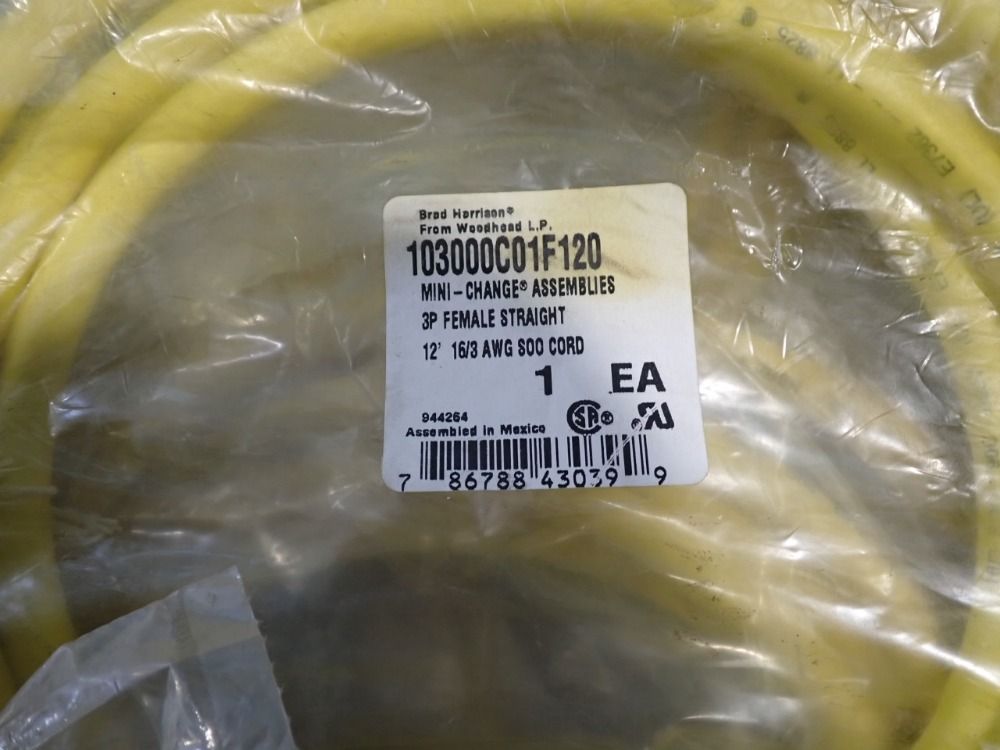 Brad Harrison®
From Woodhead L.P.
103000C01F120
MINI-CHANGE® ASSEMBLIES
3P FEMALE STRAIGHT
12' 16/3 AWG SOO CORD
1 EA
944264
Assembled in Mexico
7 86788 43039 9